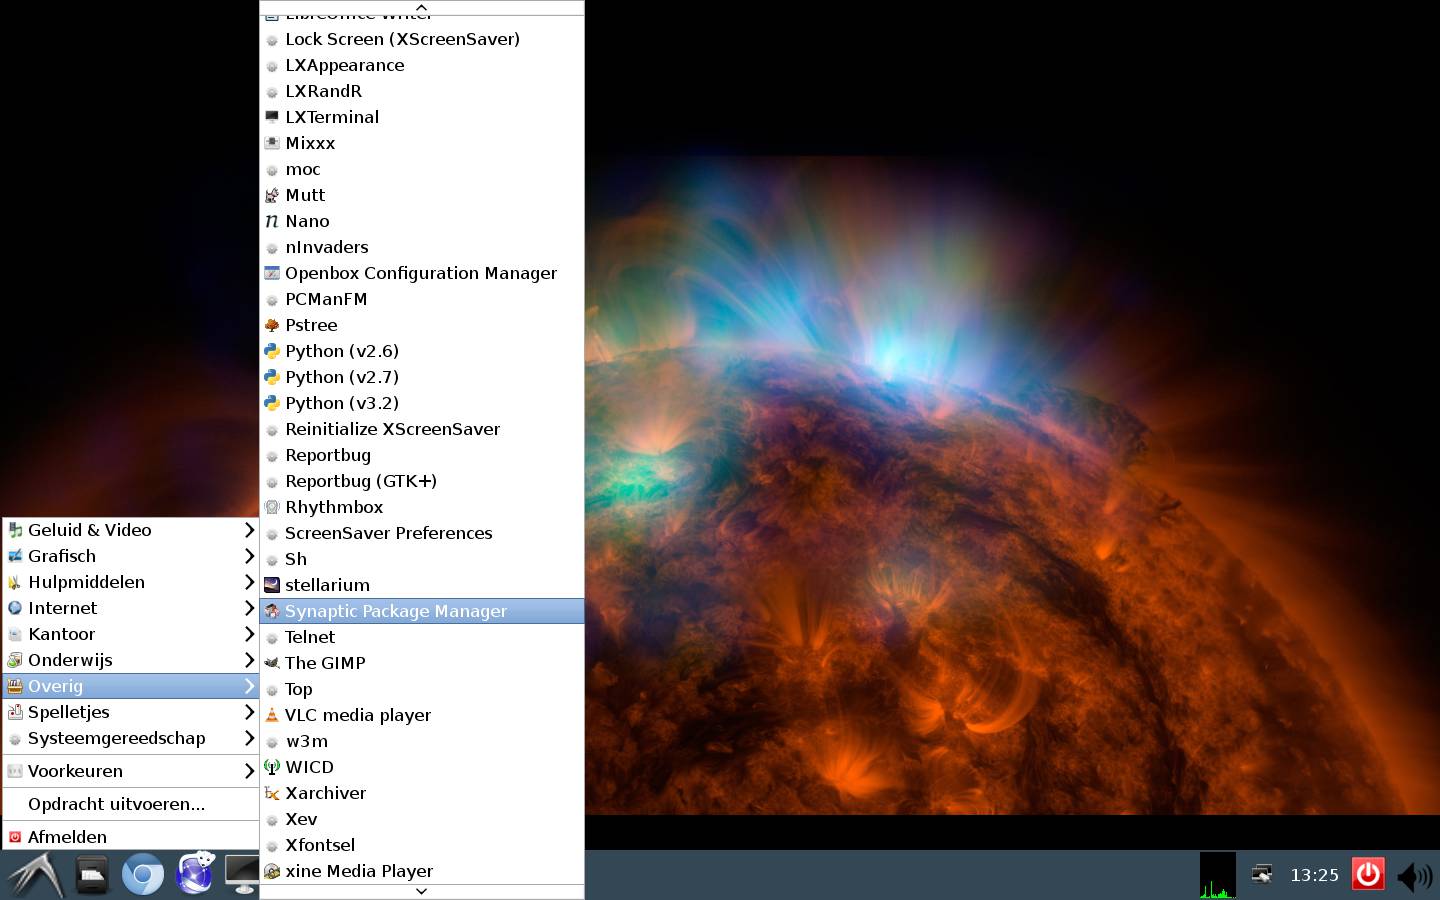 LibreOffice Writer
Lock Screen (XScreenSaver)
LXAppearance
LXRandR
LXTerminal
Mixxx
moc
Mutt
Nano
nInvaders
Openbox Configuration Manager
PCManFM
Pstree
Python (v2.6)
Python (v2.7)
Python (v3.2)
Reinitialize XScreenSaver
Reportbug
Reportbug (GTK+)
Rhythmbox
ScreenSaver Preferences
Sh
stellarium
Synaptic Package Manager
Telnet
The GIMP
Top
VLC media player
w3m
WICD
Xarchiver
Xev
Xfontsel
xine Media Player
Geluid & Video
Grafisch
Hulpmiddelen
Internet
Kantoor
Onderwijs
Overig
Spelletjes
Systeemgereedschap
Voorkeuren
Opdracht uitvoeren...
Afmelden
13:25